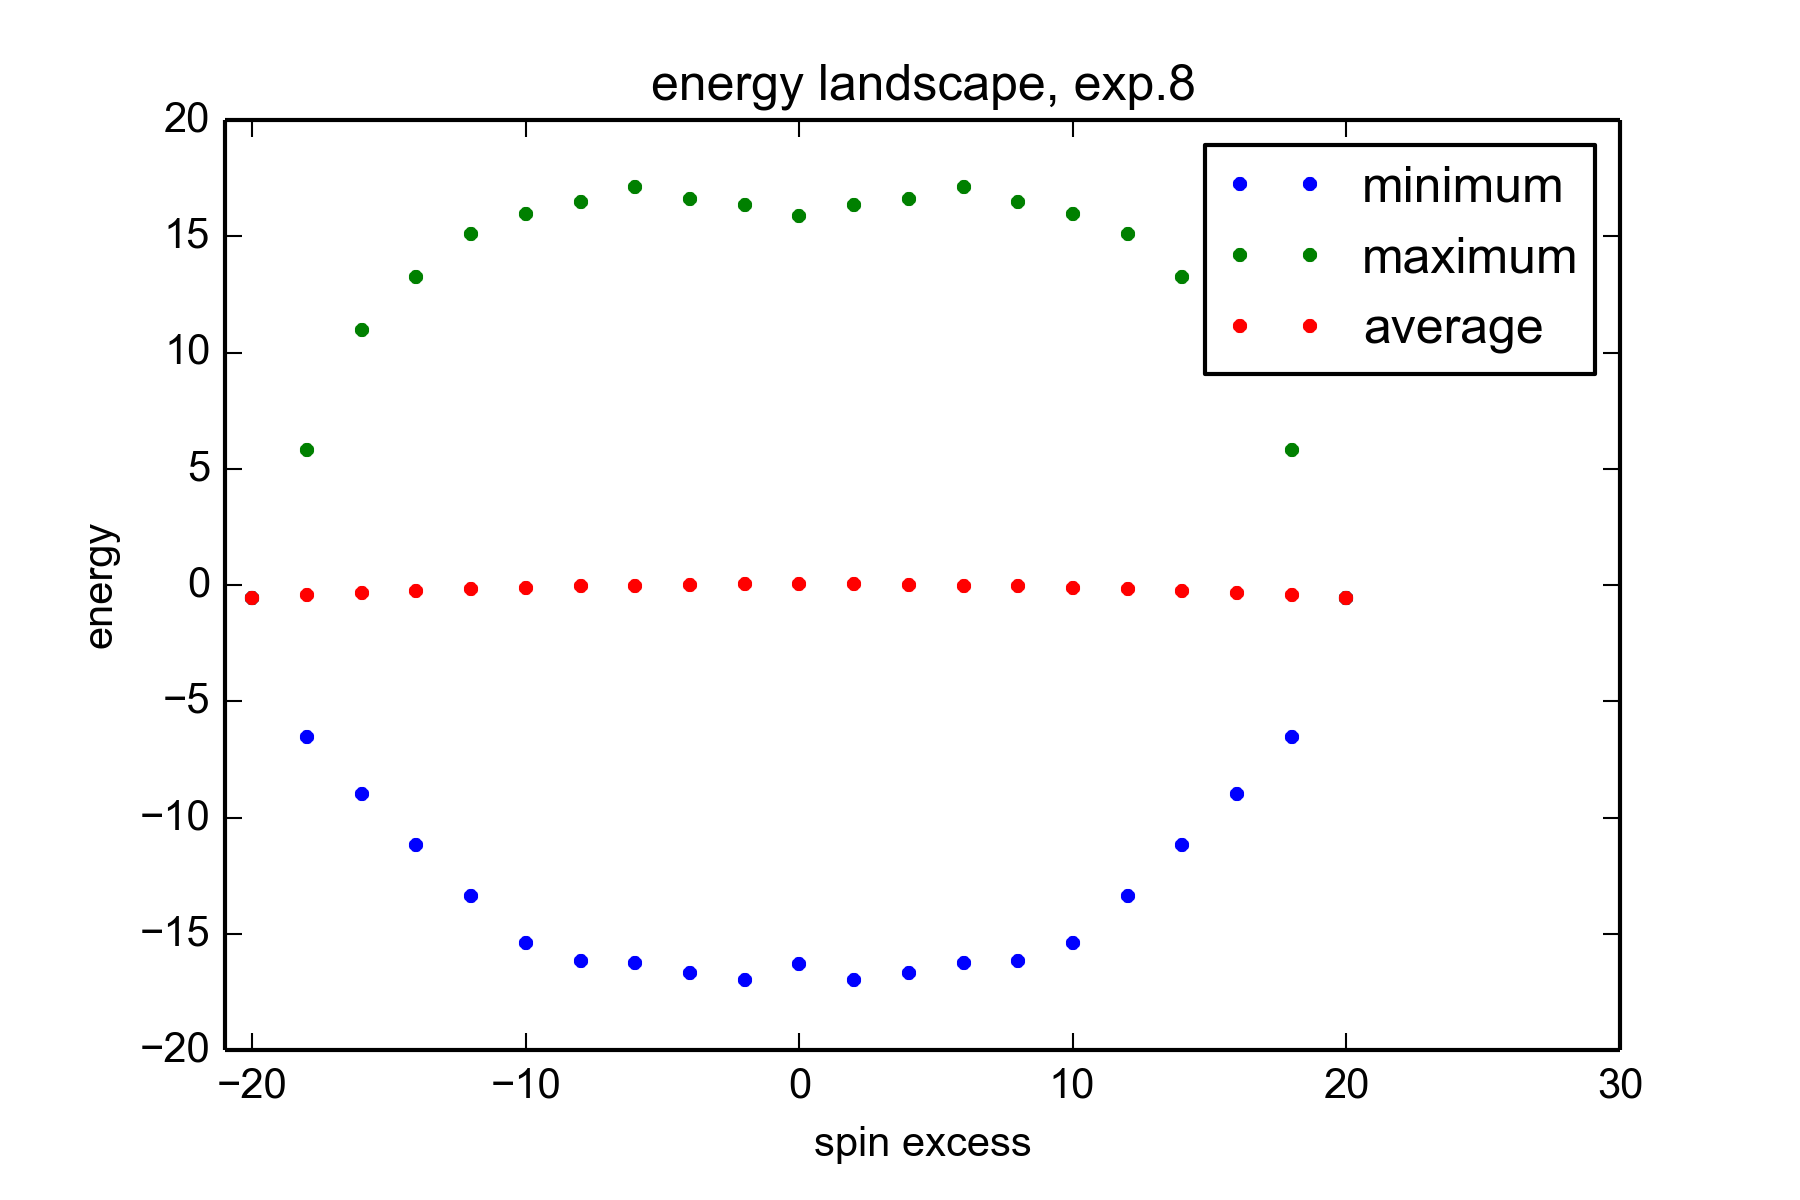 energy landscape, exp.8
20
15
10
5
0
−5
−10
−15
−20
energy
minimum
maximum
average
−20 −10 0 10 20 30
spin excess